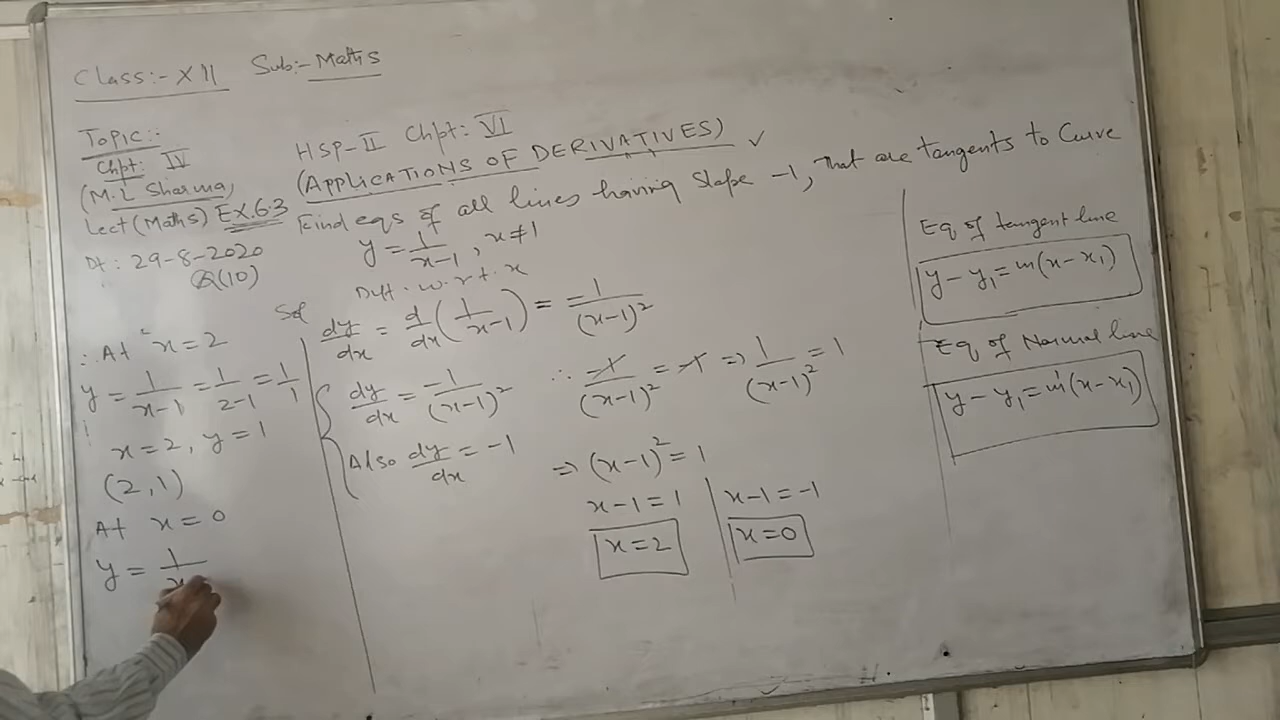 Class:- XII Sub:- Maths
Topic:-
Chpt: IV
(M.L Sharma,
Lect (Maths) EX.6.3
Dt: 29-8-2020
Q(10)
HSP-II Chpt: VI
(APPLICATIONS OF DERIVATIVES) ✓
Find eqs of all lines having Slope -1, That are tangents to Curve
y = 1/(x-1), x≠1
Diff. w.r.t. x
Sol
dy/dx = d/dx (1/(x-1)) = -1/(x-1)²
dy/dx = -1/(x-1)²
Also dy/dx = -1
∴ -1/(x-1)² = -1 ⇒ 1/(x-1)² = 1
⇒ (x-1)² = 1
x-1 = 1 | x-1 = -1
x = 2 | x = 0
∴ At x = 2
y = 1/(x-1) = 1/(2-1) = 1/1
x = 2, y = 1
(2,1)
At x = 0
y = 1/x
Eq of tangent line
y - y₁ = m(x - x₁)
Eq of Normal line
y - y₁ = m'(x - x₁)